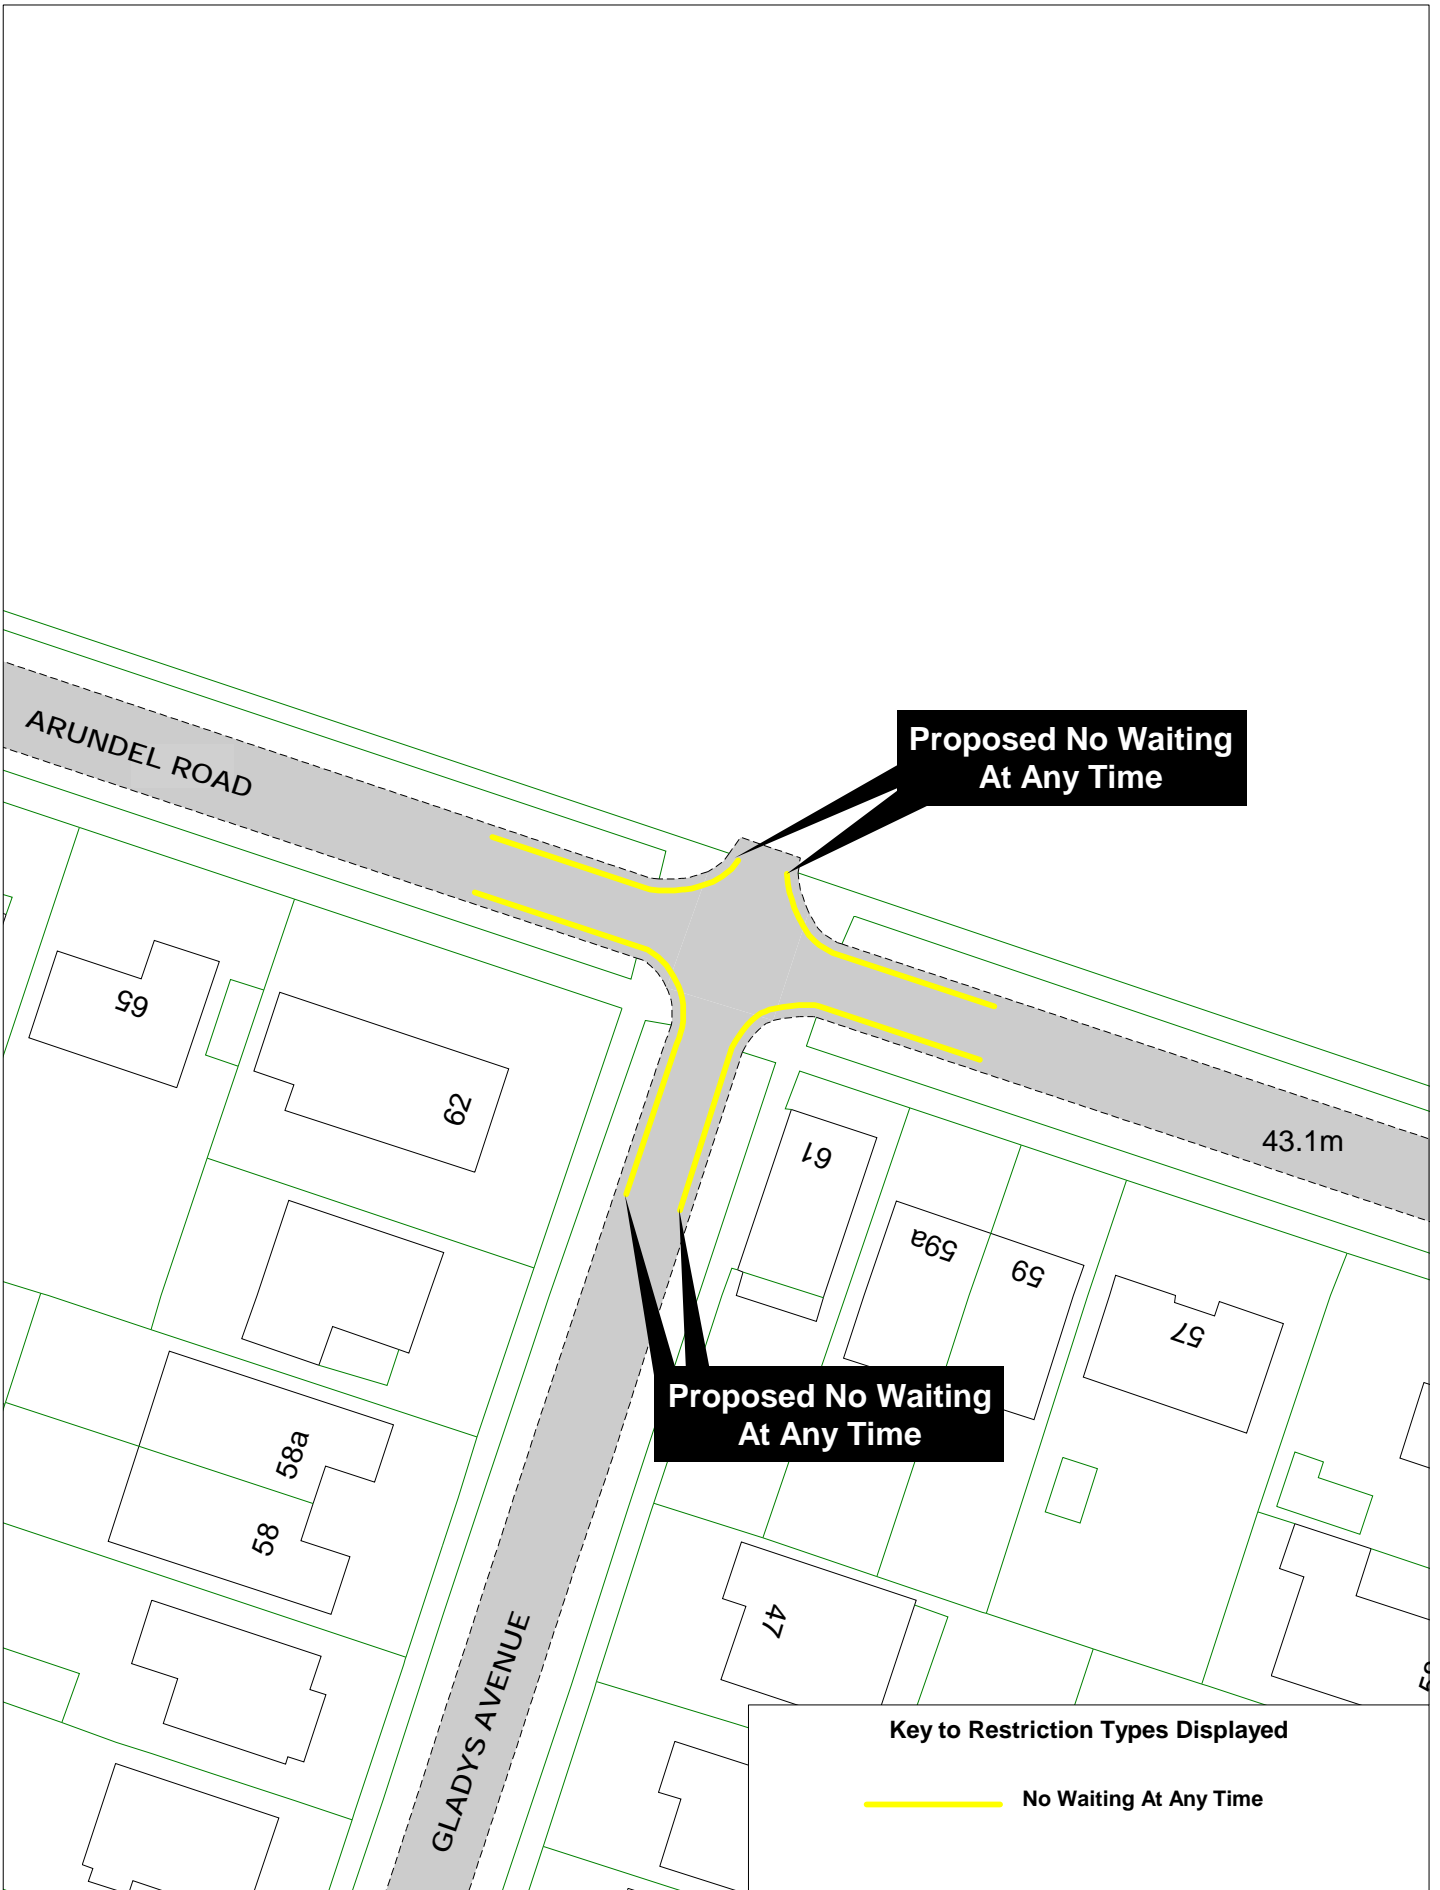 ARUNDEL ROAD
Proposed No Waiting
At Any Time
65
62
61
43.1m
59a
59
57
Proposed No Waiting
At Any Time
58a
58
47
GLADYS AVENUE
Key to Restriction Types Displayed
No Waiting At Any Time